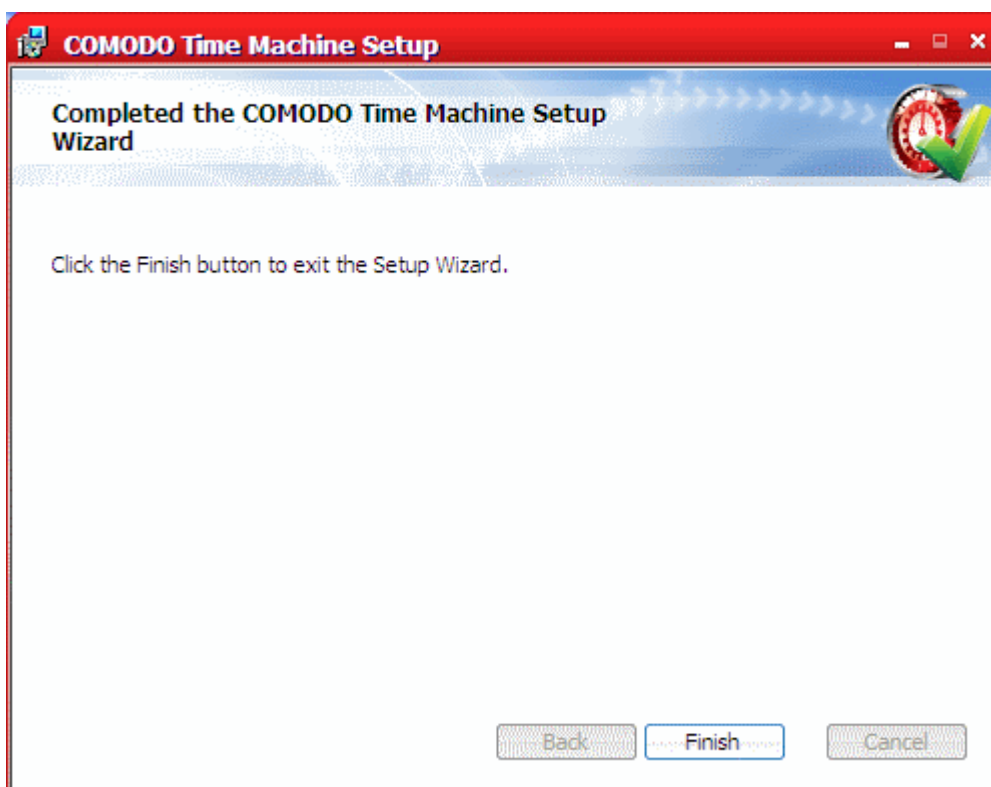 COMODO Time Machine Setup
Completed the COMODO Time Machine Setup
Wizard
Click the Finish button to exit the Setup Wizard.
Back Finish Cancel